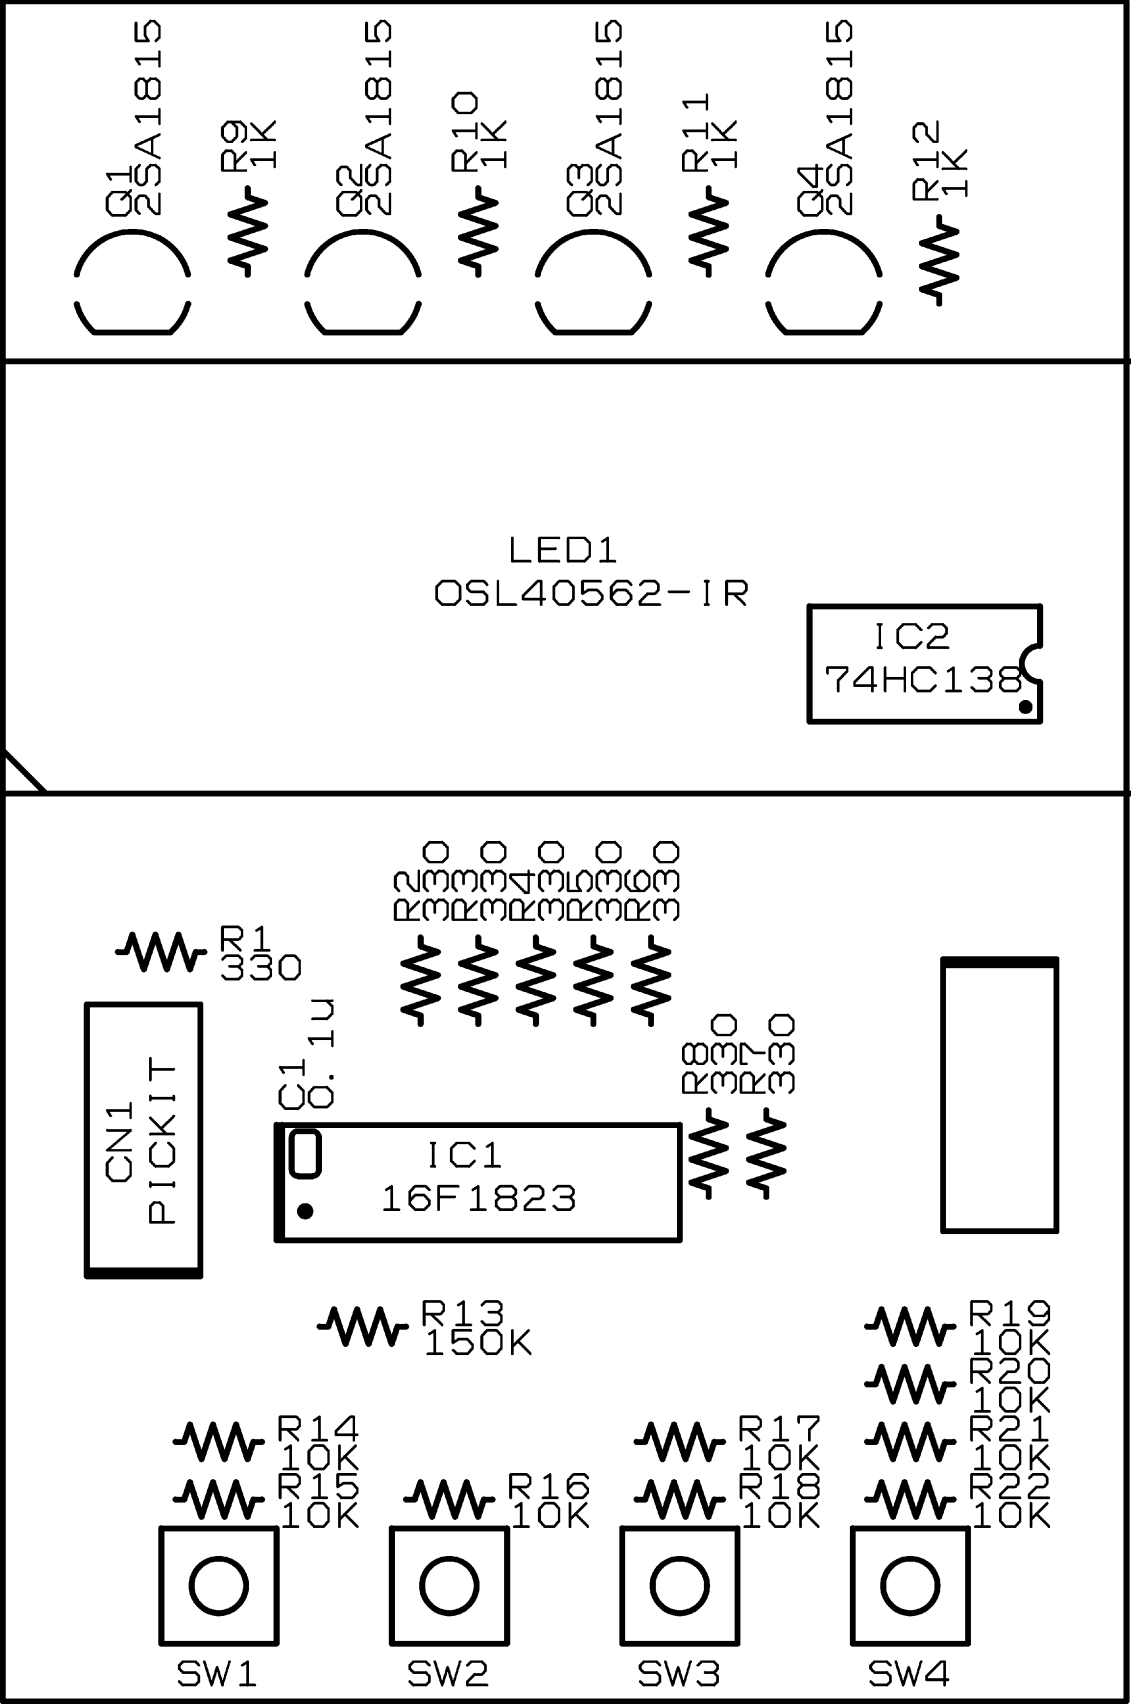 Q1
2SA1815
R9
1K
Q2
2SA1815
R10
1K
Q3
2SA1815
R11
1K
Q4
2SA1815
R12
1K
LED1
OSL40562-IR
IC2
74HC138
R2
330
R3
330
R4
330
R5
330
R6
330
R1
330
R8
330
R7
330
C1
0.1u
CN1
PICKIT
IC1
16F1823
R13
150K
R19
10K
R20
10K
R14
10K
R17
10K
R21
10K
R15
10K
R16
10K
R18
10K
R22
10K
SW1
SW2
SW3
SW4